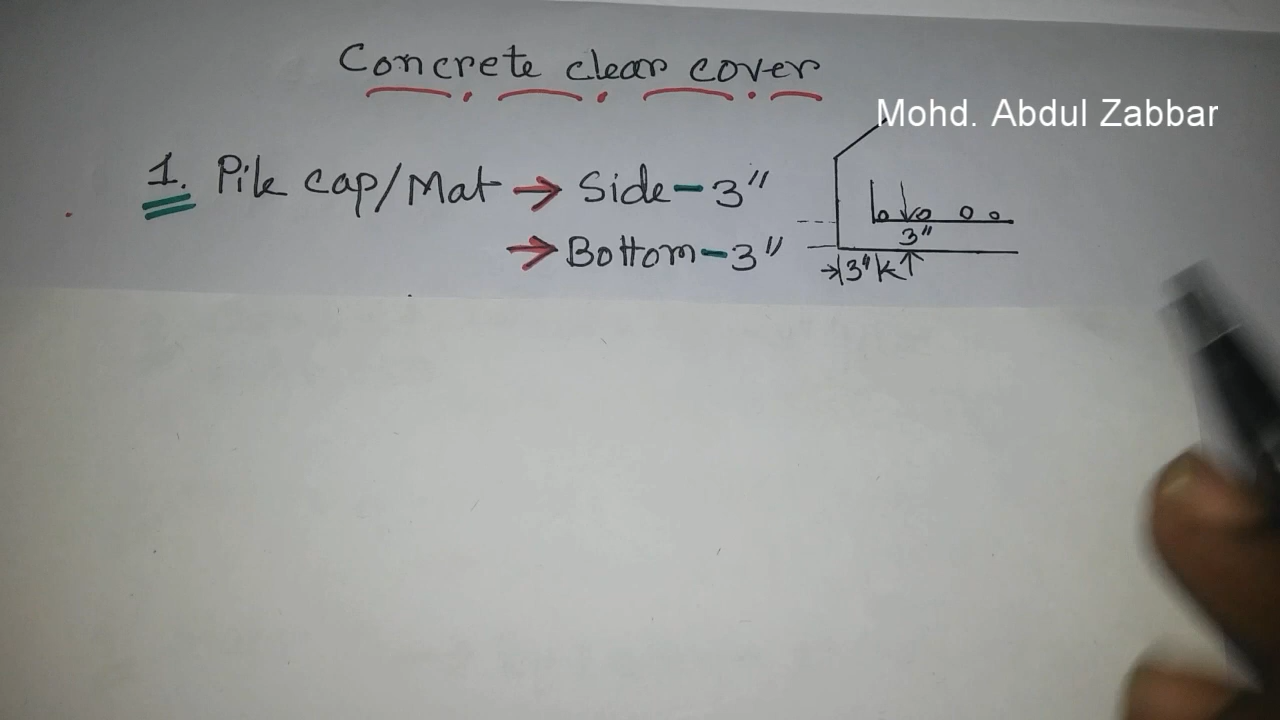 Concrete clear cover
Mohd. Abdul Zabbar
1. Pile cap/Mat → Side-3"
→ Bottom-3"
3"
3"